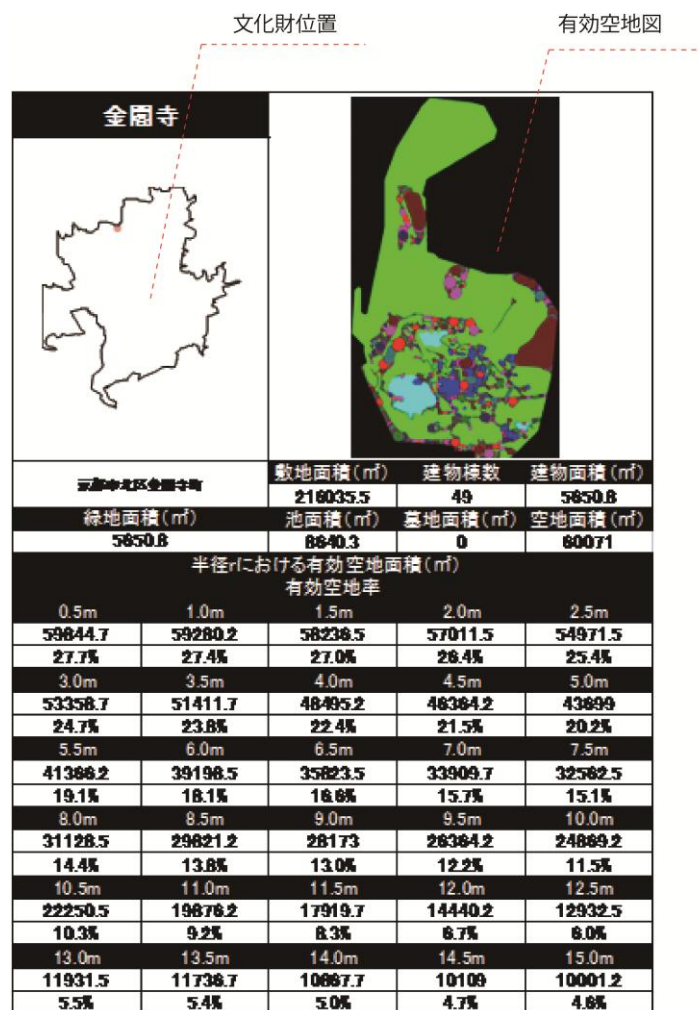 文化財位置
有効空地図
金閣寺
京都市北区金閣寺町
敷地面積(㎡) 建物棟数 建物面積(㎡)
216035.5 49 5650.8
緑地面積(㎡) 池面積(㎡) 墓地面積(㎡) 空地面積(㎡)
5650.8 8640.3 0 60071
半径rにおける有効空地面積(㎡)
有効空地率
0.5m 1.0m 1.5m 2.0m 2.5m
59844.7 59280.2 58236.5 57011.5 54971.5
27.7% 27.4% 27.0% 26.4% 25.4%
3.0m 3.5m 4.0m 4.5m 5.0m
53358.7 51411.7 48495.2 46364.2 43699
24.7% 23.8% 22.4% 21.5% 20.2%
5.5m 6.0m 6.5m 7.0m 7.5m
41366.2 39198.5 35823.5 33909.7 32562.5
19.1% 18.1% 16.6% 15.7% 15.1%
8.0m 8.5m 9.0m 9.5m 10.0m
31128.5 29821.2 28173 26364.2 24869.2
14.4% 13.8% 13.0% 12.2% 11.5%
10.5m 11.0m 11.5m 12.0m 12.5m
22250.5 19876.2 17919.7 14440.2 12932.5
10.3% 9.2% 8.3% 6.7% 6.0%
13.0m 13.5m 14.0m 14.5m 15.0m
11931.5 11736.7 10867.7 10109 10001.2
5.5% 5.4% 5.0% 4.7% 4.6%